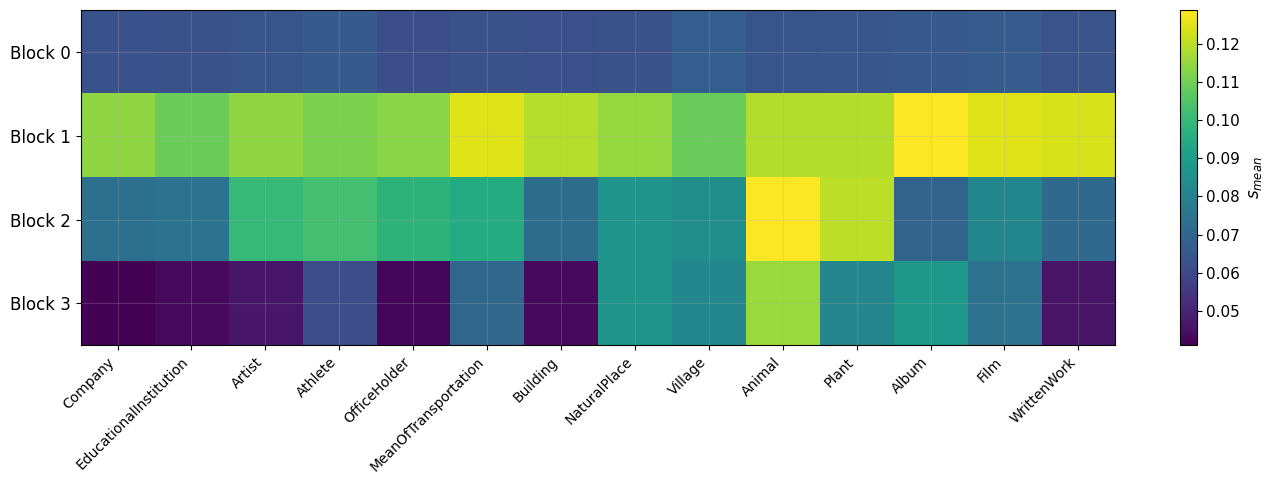 Block 0
Block 1
Block 2
Block 3
Company
EducationalInstitution
Artist
Athlete
OfficeHolder
MeanOfTransportation
Building
NaturalPlace
Village
Animal
Plant
Album
Film
WrittenWork
0.12
0.11
0.10
0.09
0.08
0.07
0.06
0.05
s_mean